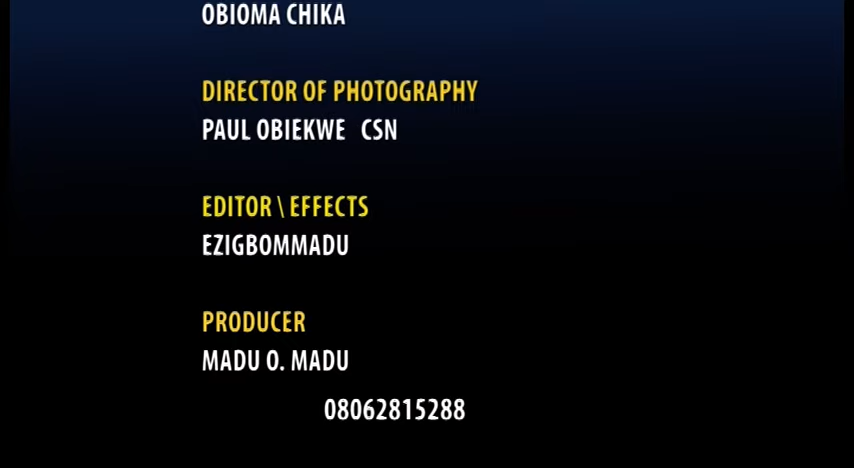 OBIOMA CHIKA
DIRECTOR OF PHOTOGRAPHY
PAUL OBIEKWE CSN
EDITOR \ EFFECTS
EZIGBOMMADU
PRODUCER
MADU O. MADU
08062815288